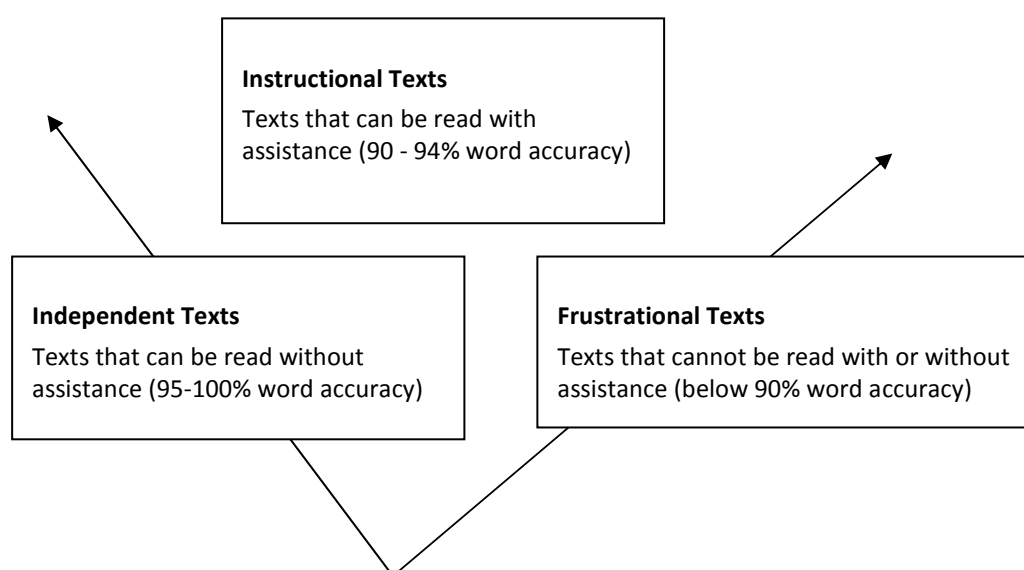 Instructional Texts
Texts that can be read with
assistance (90 - 94% word accuracy)
Independent Texts
Texts that can be read without
assistance (95-100% word accuracy)
Frustrational Texts
Texts that cannot be read with or without
assistance (below 90% word accuracy)